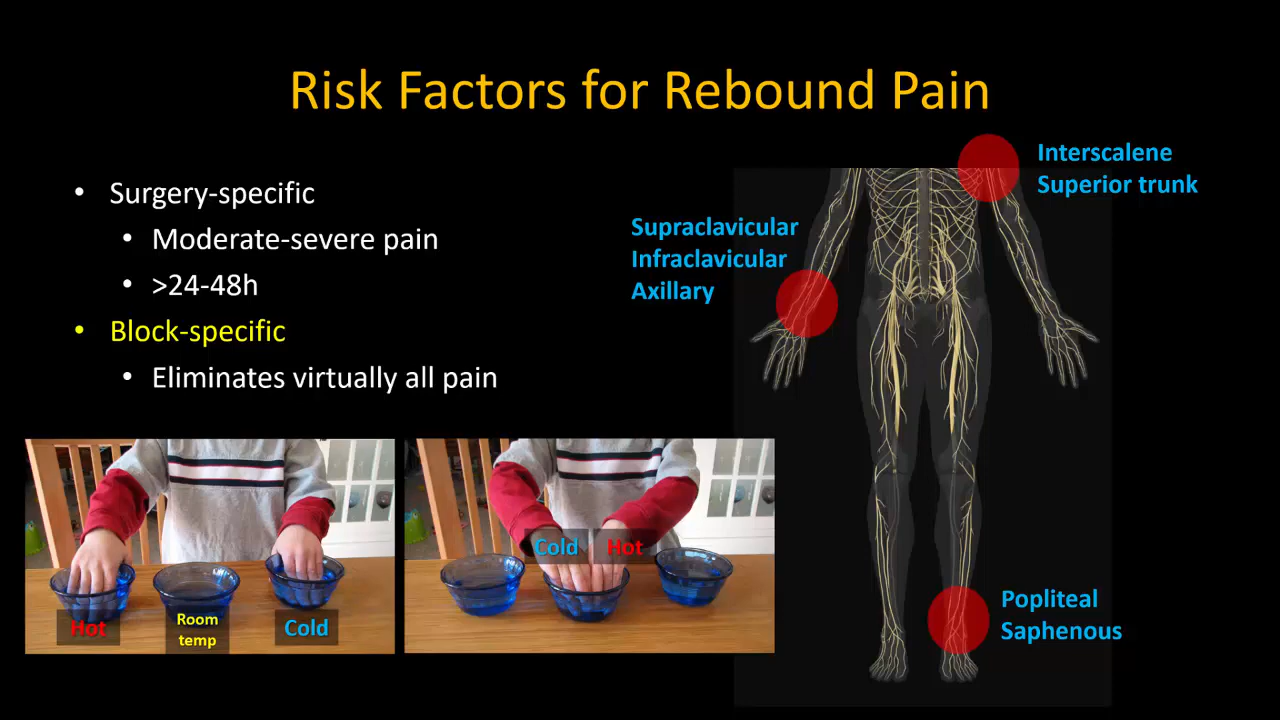 Risk Factors for Rebound Pain
• Surgery-specific
• Moderate-severe pain
• >24-48h
• Block-specific
• Eliminates virtually all pain
Interscalene
Superior trunk
Supraclavicular
Infraclavicular
Axillary
Hot
Room
temp
Cold
Cold
Hot
Popliteal
Saphenous